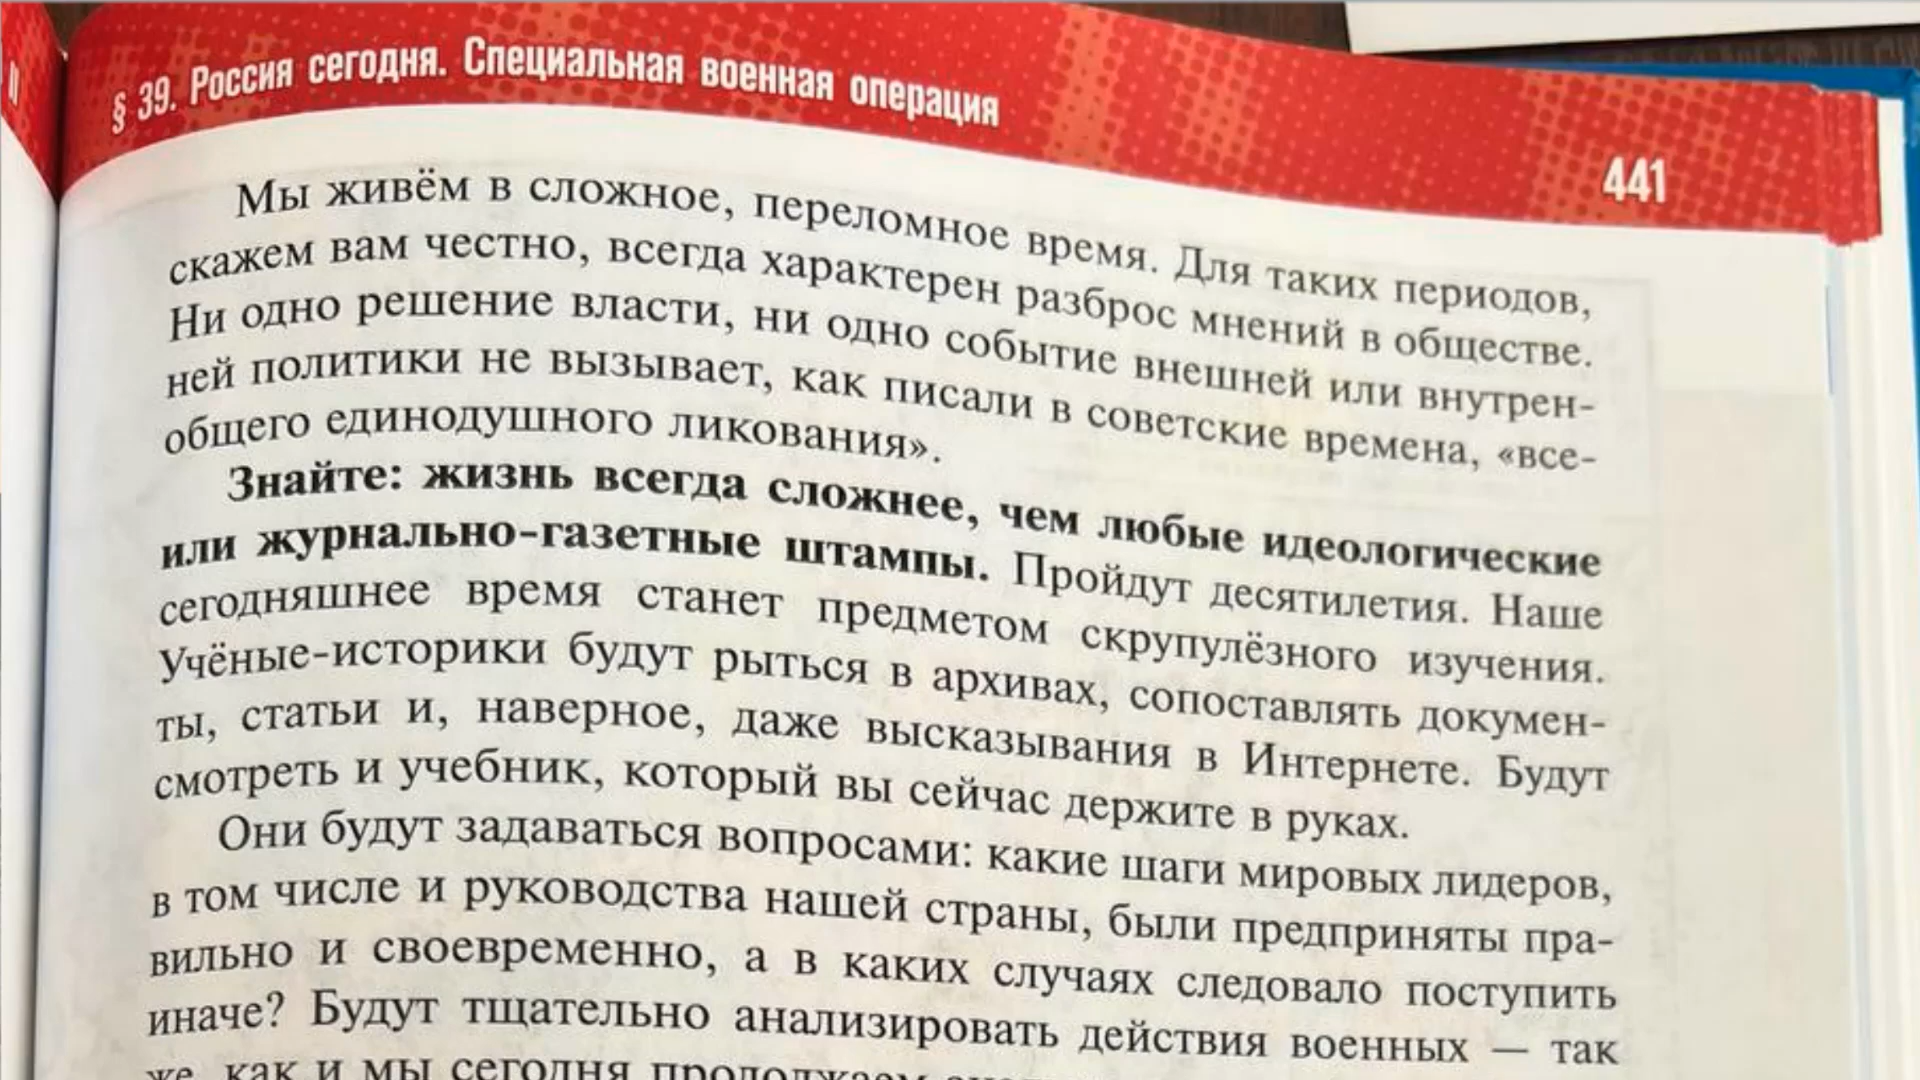 § 39. Россия сегодня. Специальная военная операция
441
Мы живём в сложное, переломное время. Для таких периодов,
скажем вам честно, всегда характерен разброс мнений в обществе.
Ни одно решение власти, ни одно событие внешней или внутрен-
ней политики не вызывает, как писали в советские времена, «все-
общего единодушного ликования».
Знайте: жизнь всегда сложнее, чем любые идеологические
или журнально-газетные штампы. Пройдут десятилетия. Наше
сегодняшнее время станет предметом скрупулёзного изучения.
Учёные-историки будут рыться в архивах, сопоставлять докумен-
ты, статьи и, наверное, даже высказывания в Интернете. Будут
смотреть и учебник, который вы сейчас держите в руках.
Они будут задаваться вопросами: какие шаги мировых лидеров,
в том числе и руководства нашей страны, были предприняты пра-
вильно и своевременно, а в каких случаях следовало поступить
иначе? Будут тщательно анализировать действия военных — так
же, как и мы сегодня продолжаем